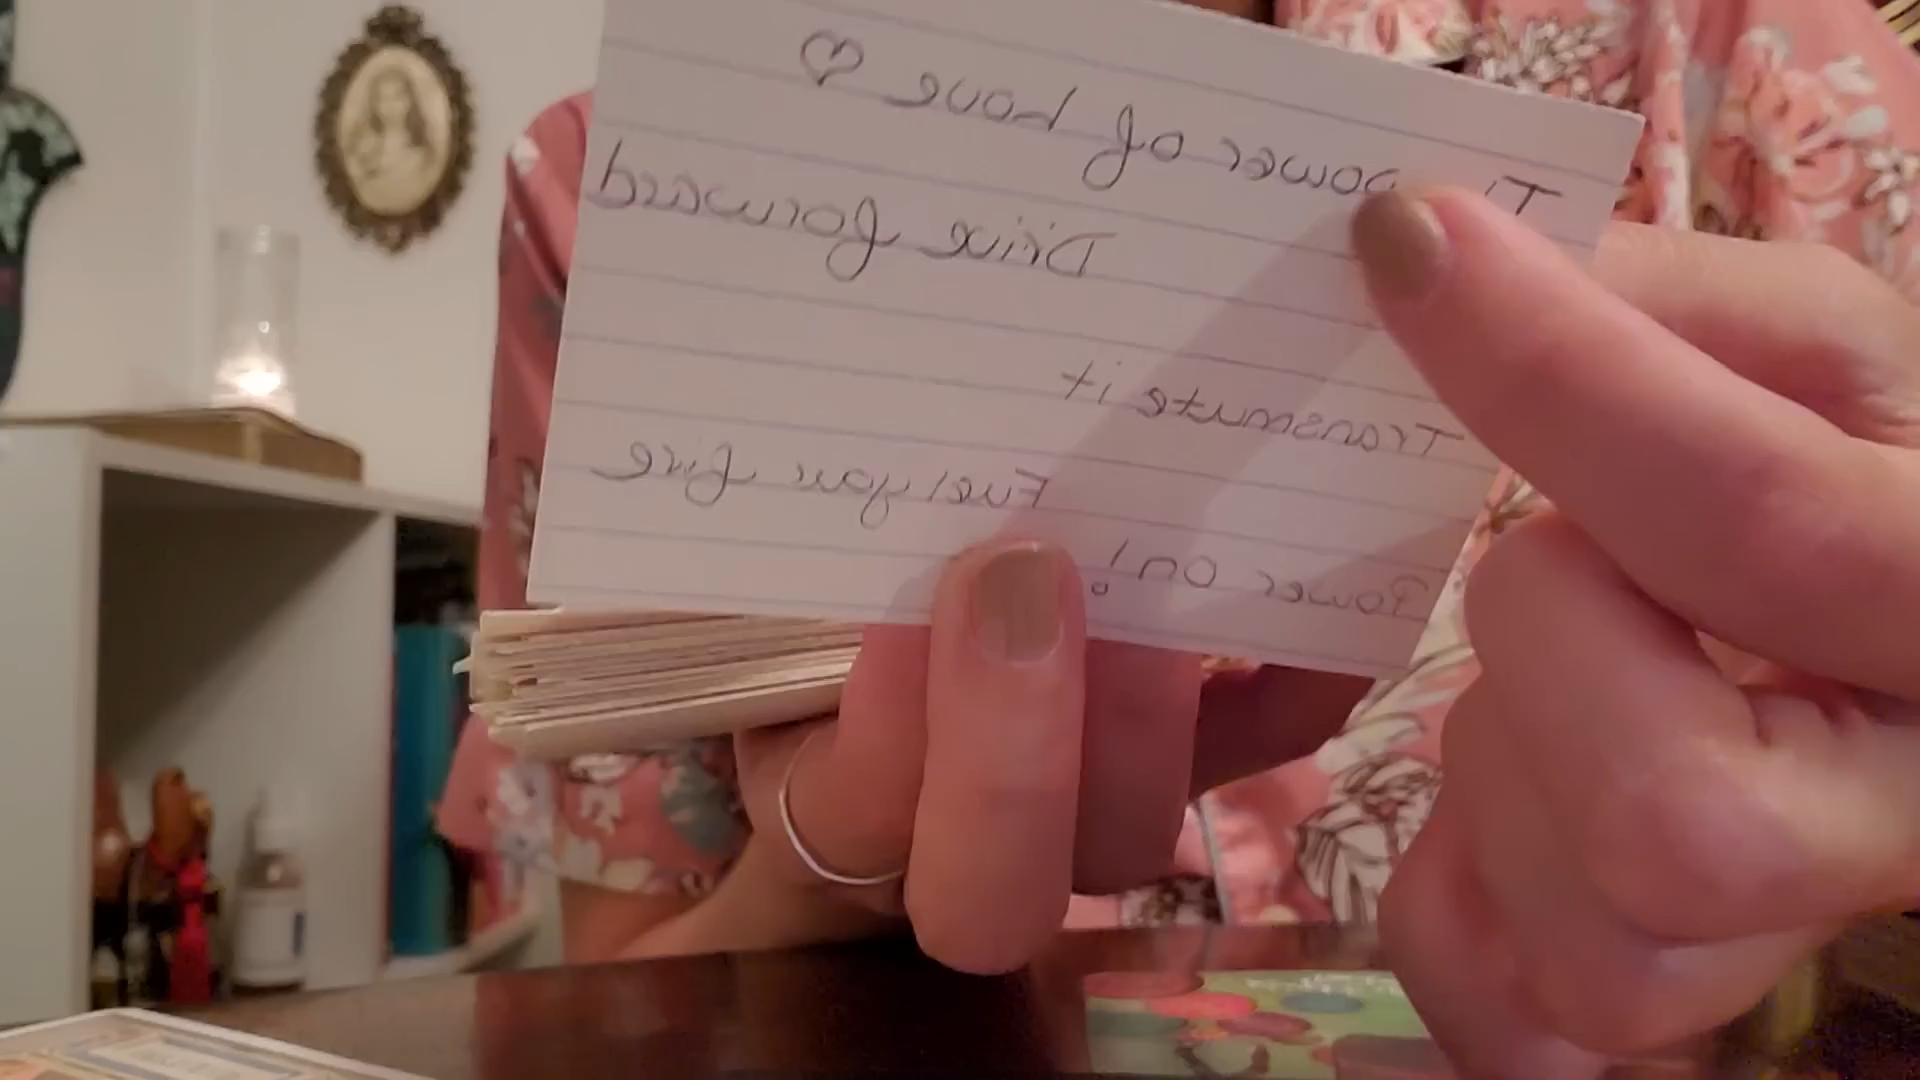 power of Love ♡
Drive forward
Transmute it
Fuel your fire
Power On!